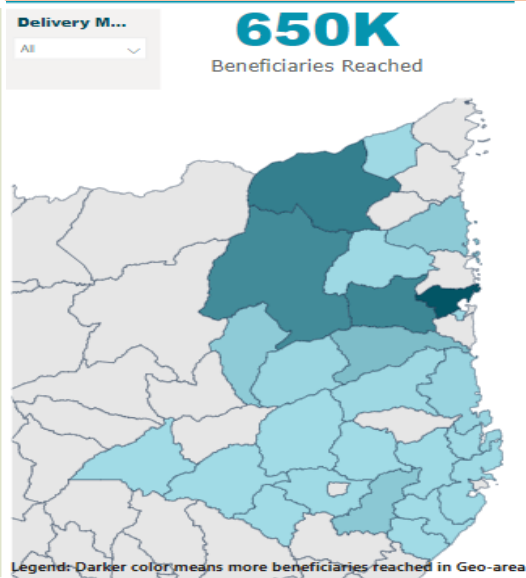 Delivery M...
All
650K
Beneficiaries Reached
Legend: Darker color means more beneficiaries reached in Geo-area